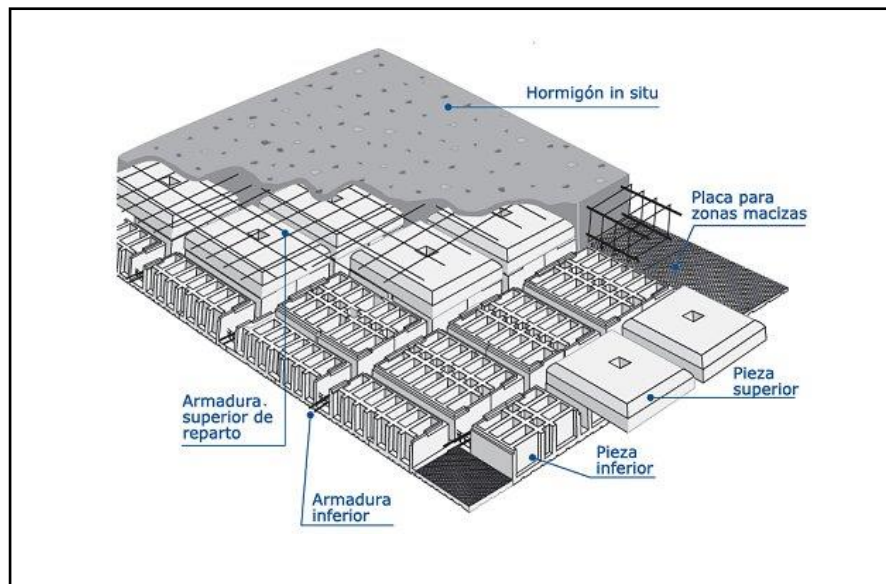 Hormigón in situ
Placa para
zonas macizas
Pieza
superior
Armadura.
superior de
reparto
Pieza
inferior
Armadura
inferior